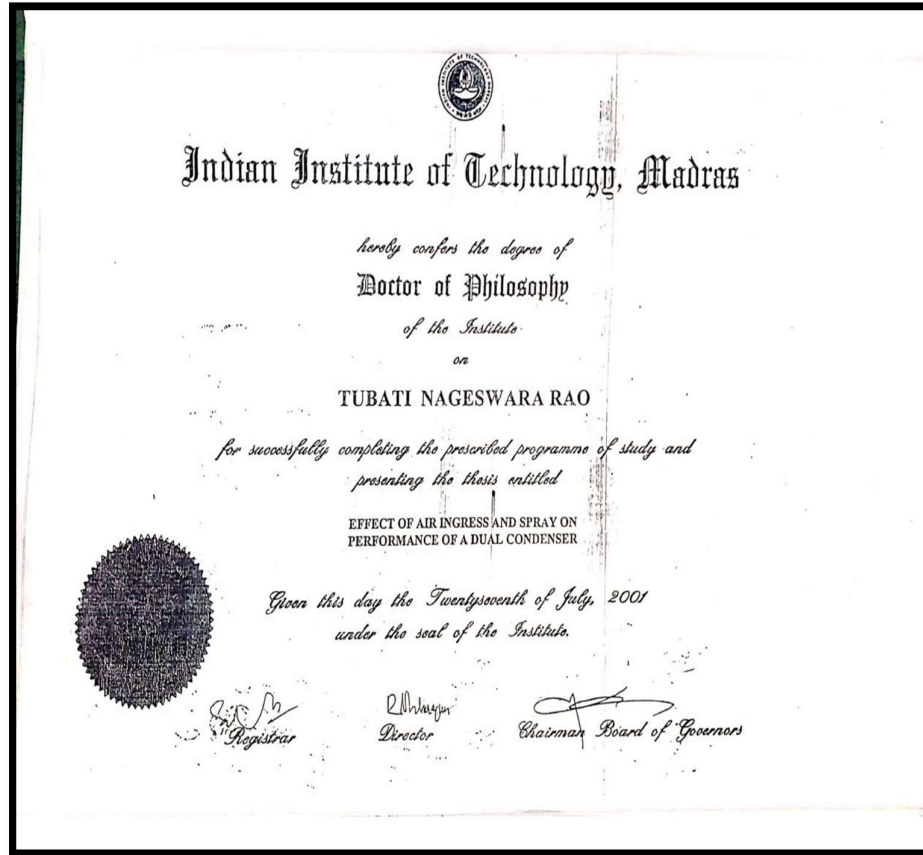 Indian Institute of Technology, Madras
hereby confers the degree of
Doctor of Philosophy
of the Institute
on
TUBATI NAGESWARA RAO
for successfully completing the prescribed programme of study and
presenting the thesis entitled
EFFECT OF AIR INGRESS AND SPRAY ON
PERFORMANCE OF A DUAL CONDENSER
Given this day the Twentyseventh of July, 2001
under the seal of the Institute.
Registrar Director Chairman Board of Governors